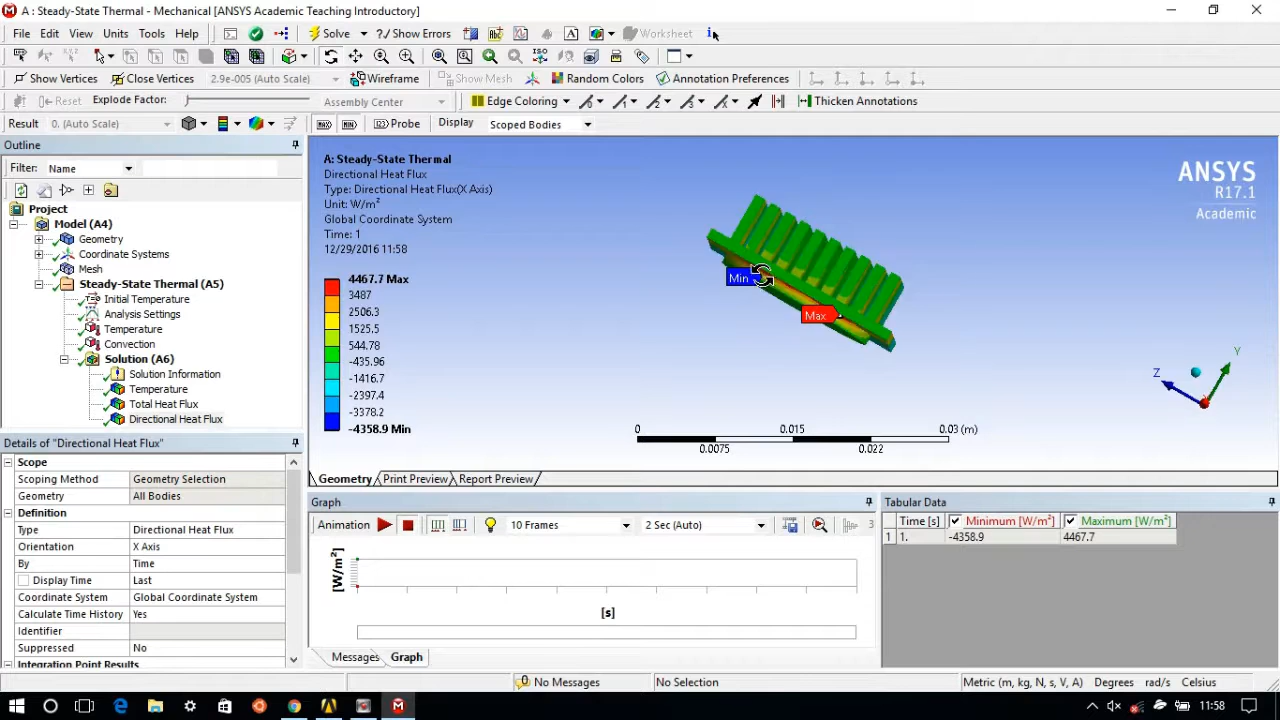 A : Steady-State Thermal - Mechanical [ANSYS Academic Teaching Introductory]
File Edit View Units Tools Help Solve ?/ Show Errors Worksheet
Show Vertices Close Vertices 2.9e-005 (Auto Scale) Wireframe Show Mesh Random Colors Annotation Preferences
Reset Explode Factor: Assembly Center Edge Coloring Thicken Annotations
Result 0. (Auto Scale) MAX MIN Probe Display Scoped Bodies
Outline
Filter: Name
Project
Model (A4)
Geometry
Coordinate Systems
Mesh
Steady-State Thermal (A5)
Initial Temperature
Analysis Settings
Temperature
Convection
Solution (A6)
Solution Information
Temperature
Total Heat Flux
Directional Heat Flux
Details of "Directional Heat Flux"
Scope
Scoping Method Geometry Selection
Geometry All Bodies
Definition
Type Directional Heat Flux
Orientation X Axis
By Time
Display Time Last
Coordinate System Global Coordinate System
Calculate Time History Yes
Identifier
Suppressed No
Integration Point Results
A: Steady-State Thermal
Directional Heat Flux
Type: Directional Heat Flux(X Axis)
Unit: W/m²
Global Coordinate System
Time: 1
12/29/2016 11:58
4467.7 Max
3487
2506.3
1525.5
544.78
-435.96
-1416.7
-2397.4
-3378.2
-4358.9 Min
Min
Max
ANSYS
R17.1
Academic
Y
Z
0 0.015 0.03 (m)
0.0075 0.022
Geometry Print Preview Report Preview
Graph
Animation 10 Frames 2 Sec (Auto) 3
[W/m²]
[s]
Messages Graph
Tabular Data
Time [s] Minimum [W/m²] Maximum [W/m²]
1 1. -4358.9 4467.7
No Messages No Selection Metric (m, kg, N, s, V, A) Degrees rad/s Celsius
11:58